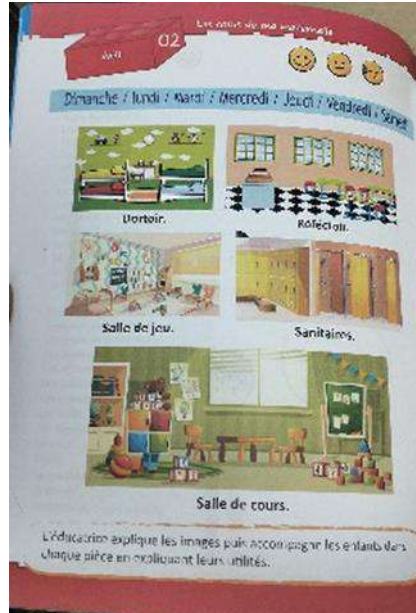 Les coins de ma maternelle
02
Dimanche / lundi / Mardi / Mercredi / Jeudi / Vendredi / Samedi
Dortoir.
Réfectoir.
Salle de jeu.
Sanitaires.
Salle de cours.
L'éducatrice explique les images puis accompagne les enfants dans
chaque pièce en expliquant leurs utilités.